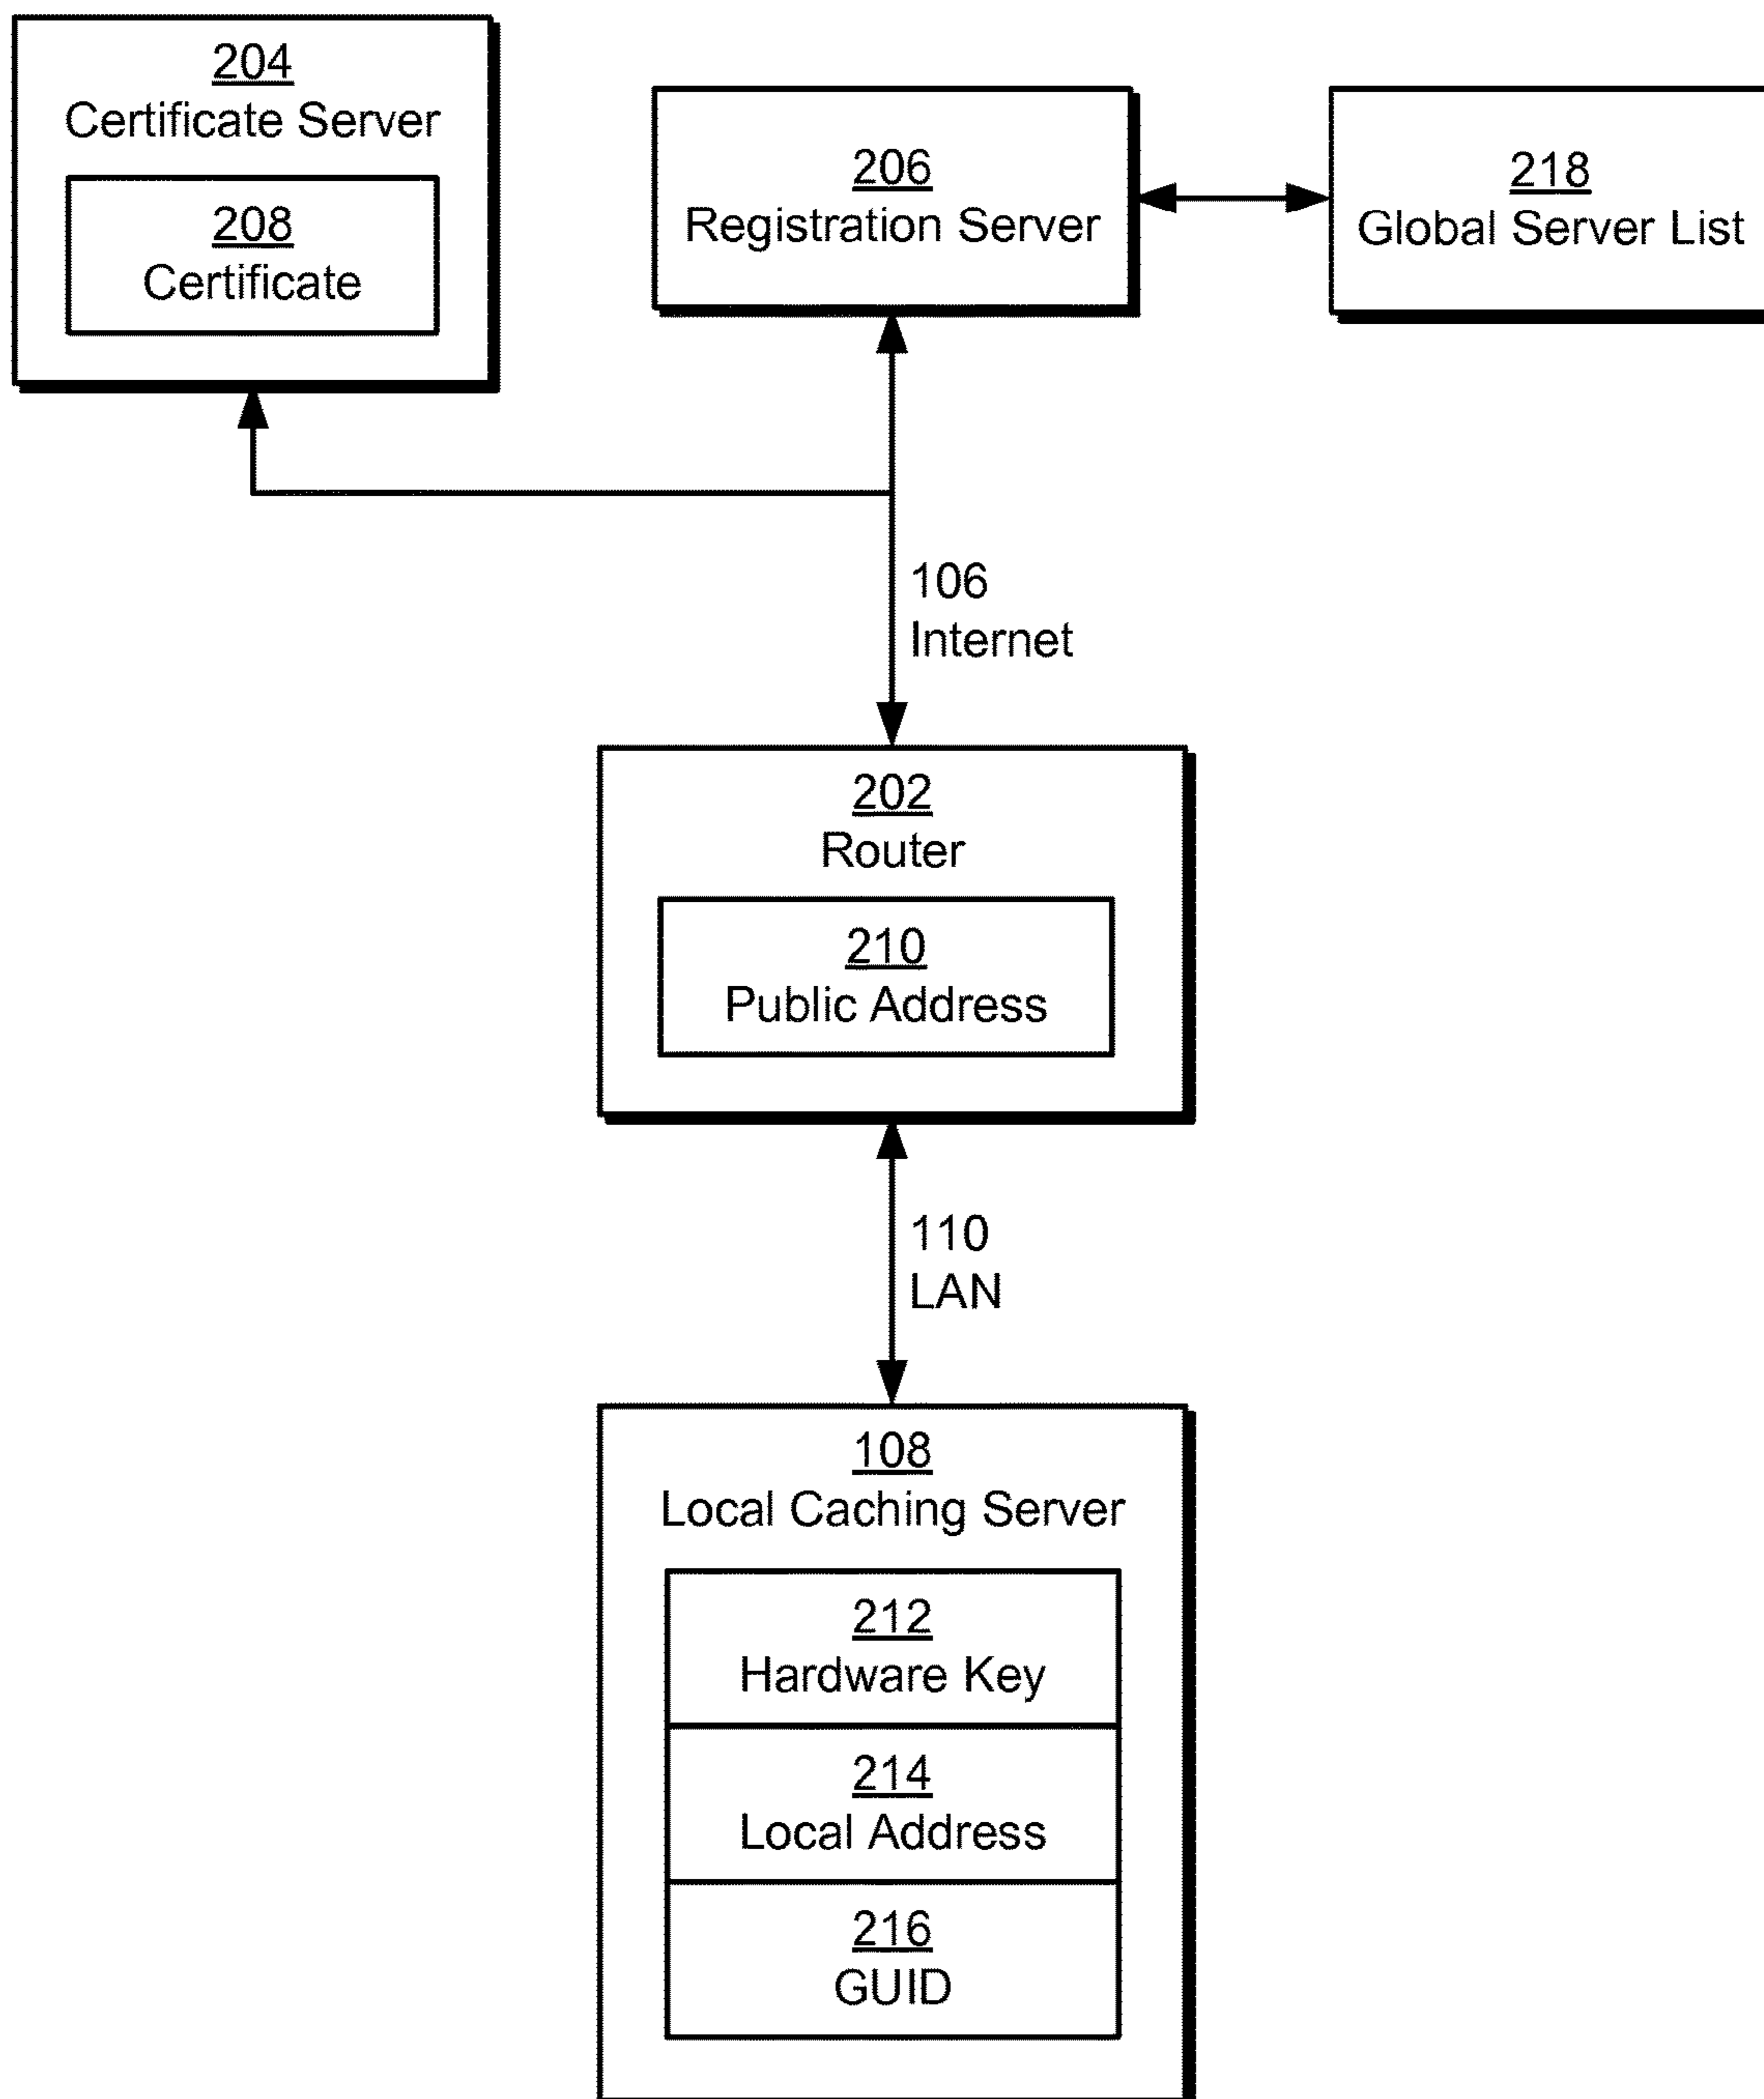 204
Certificate Server
208
Certificate
206
Registration Server
218
Global Server List
106
Internet
202
Router
210
Public Address
110
LAN
108
Local Caching Server
212
Hardware Key
214
Local Address
216
GUID